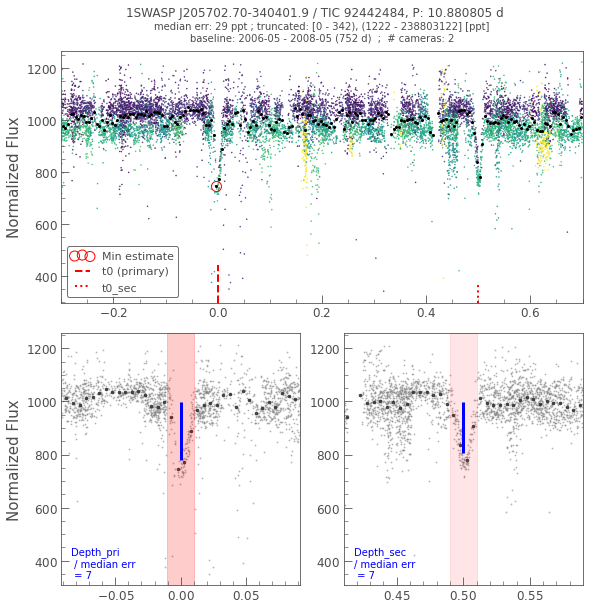 1SWASP J205702.70-340401.9 / TIC 92442484, P: 10.880805 d
median err: 29 ppt ; truncated: [0 - 342), (1222 - 238803122] [ppt]
baseline: 2006-05 - 2008-05 (752 d)  ;  # cameras: 2
Normalized Flux
1200
1000
800
600
400
Min estimate
t0 (primary)
t0_sec
−0.2
0.0
0.2
0.4
0.6
Normalized Flux
1200
1000
800
600
400
Depth_pri
/ median err
= 7
−0.05
0.00
0.05
1200
1000
800
600
400
Depth_sec
/ median err
= 7
0.45
0.50
0.55